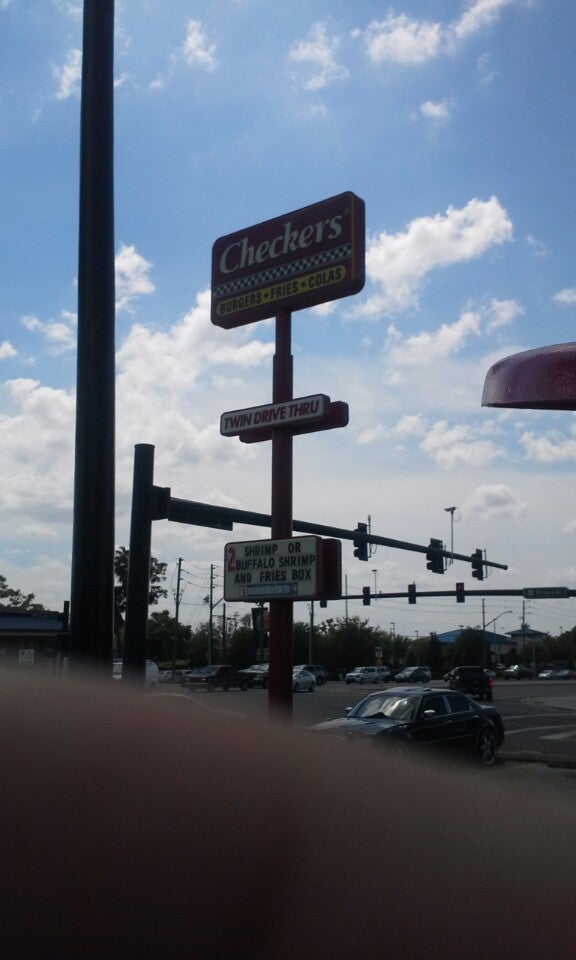 Checkers
BURGERS • FRIES • COLAS
TWIN DRIVE THRU
2 SHRIMP OR
BUFFALO SHRIMP
AND FRIES BOX